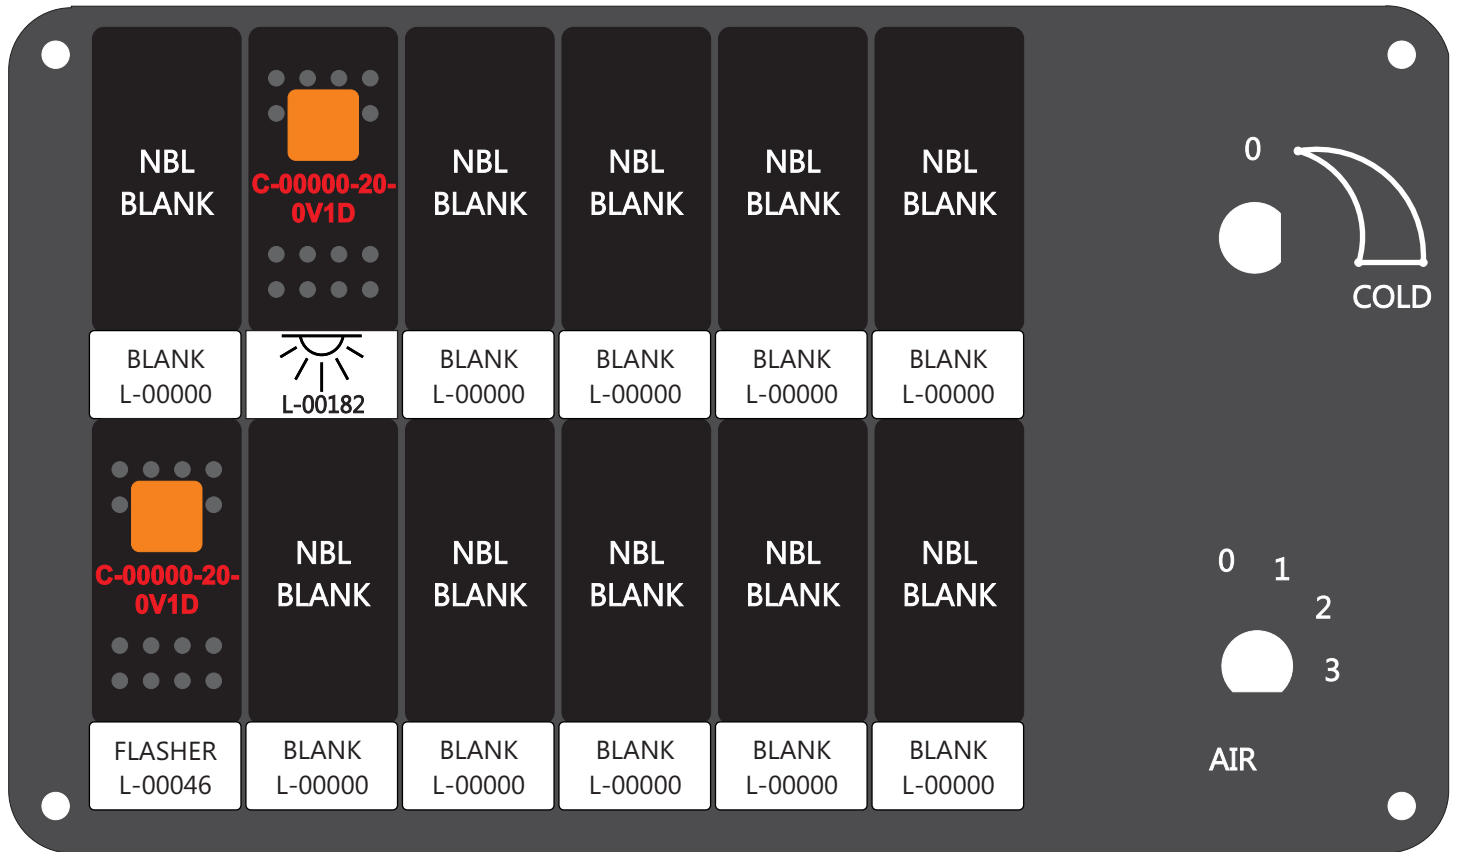 NBL
BLANK
C-00000-20-
0V1D
NBL
BLANK
NBL
BLANK
NBL
BLANK
NBL
BLANK
0
COLD
BLANK
L-00000
L-00182
BLANK
L-00000
BLANK
L-00000
BLANK
L-00000
BLANK
L-00000
C-00000-20-
0V1D
NBL
BLANK
NBL
BLANK
NBL
BLANK
NBL
BLANK
NBL
BLANK
0
1
2
3
AIR
FLASHER
L-00046
BLANK
L-00000
BLANK
L-00000
BLANK
L-00000
BLANK
L-00000
BLANK
L-00000